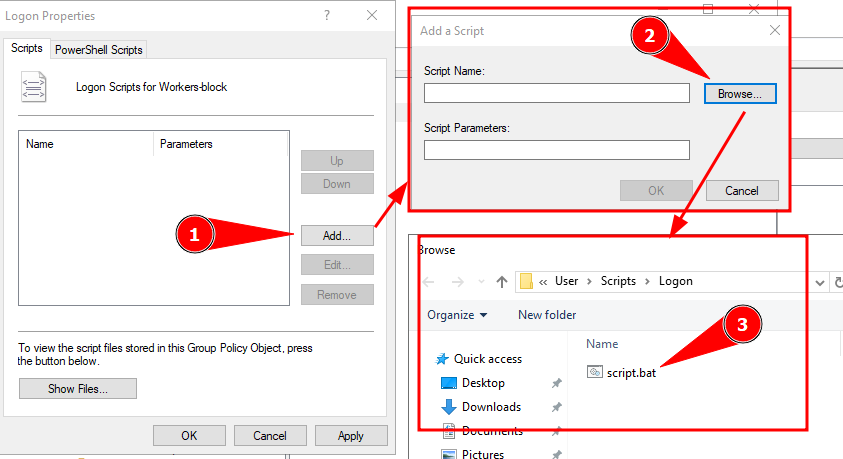 Logon Properties
?
Scripts
PowerShell Scripts
Logon Scripts for Workers-block
Name
Parameters
Up
Down
Add...
Edit...
Remove
To view the script files stored in this Group Policy Object, press
the button below.
Show Files...
OK
Cancel
Apply
1
Add a Script
2
Script Name:
Browse...
Script Parameters:
OK
Cancel
Browse
« User › Scripts › Logon
Organize
New folder
Name
3
Quick access
script.bat
Desktop
Downloads
Documents
Pictures